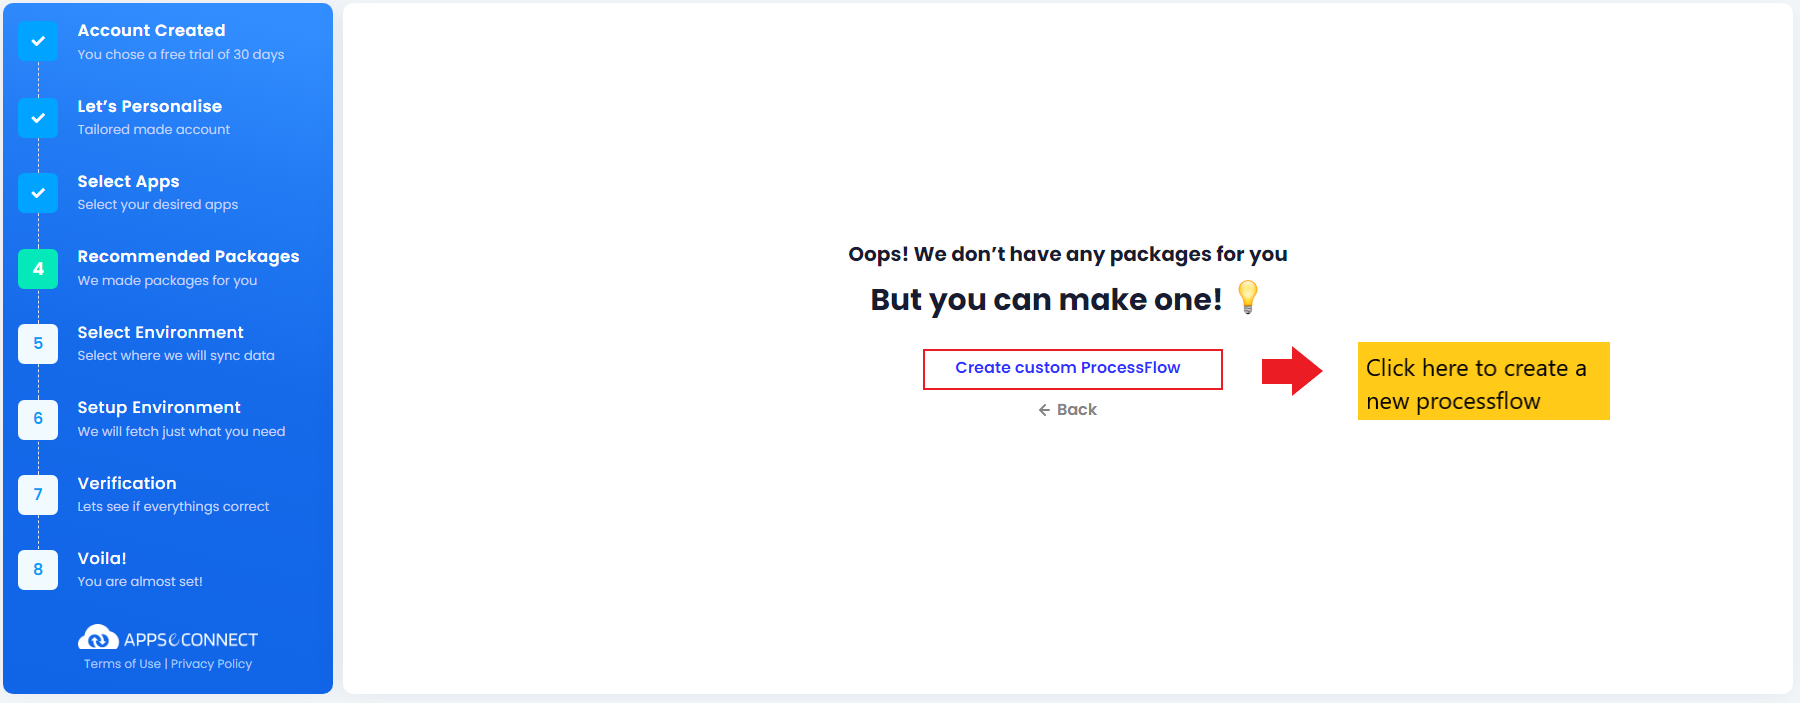 Account Created
You chose a free trial of 30 days
Let’s Personalise
Tailored made account
Select Apps
Select your desired apps
4
Recommended Packages
We made packages for you
5
Select Environment
Select where we will sync data
6
Setup Environment
We will fetch just what you need
7
Verification
Lets see if everythings correct
8
Voila!
You are almost set!
APPSeCONNECT
Terms of Use | Privacy Policy
Oops! We don’t have any packages for you
But you can make one!
Create custom ProcessFlow
Back
Click here to create a
new processflow